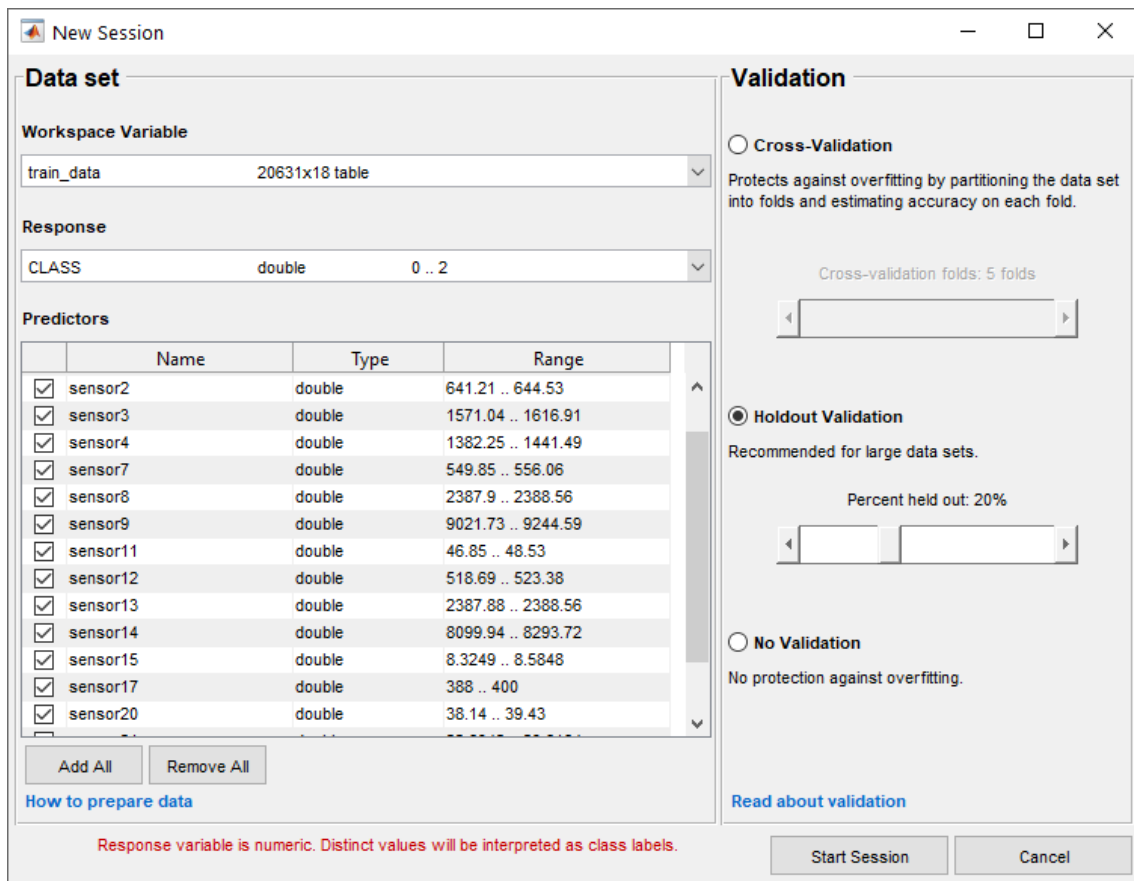 New Session
Data set
Workspace Variable
train_data 20631x18 table
Response
CLASS double 0 .. 2
Predictors
Name Type Range
sensor2 double 641.21 .. 644.53
sensor3 double 1571.04 .. 1616.91
sensor4 double 1382.25 .. 1441.49
sensor7 double 549.85 .. 556.06
sensor8 double 2387.9 .. 2388.56
sensor9 double 9021.73 .. 9244.59
sensor11 double 46.85 .. 48.53
sensor12 double 518.69 .. 523.38
sensor13 double 2387.88 .. 2388.56
sensor14 double 8099.94 .. 8293.72
sensor15 double 8.3249 .. 8.5848
sensor17 double 388 .. 400
sensor20 double 38.14 .. 39.43
Add All Remove All
How to prepare data
Validation
Cross-Validation
Protects against overfitting by partitioning the data set
into folds and estimating accuracy on each fold.
Cross-validation folds: 5 folds
Holdout Validation
Recommended for large data sets.
Percent held out: 20%
No Validation
No protection against overfitting.
Read about validation
Response variable is numeric. Distinct values will be interpreted as class labels.
Start Session Cancel